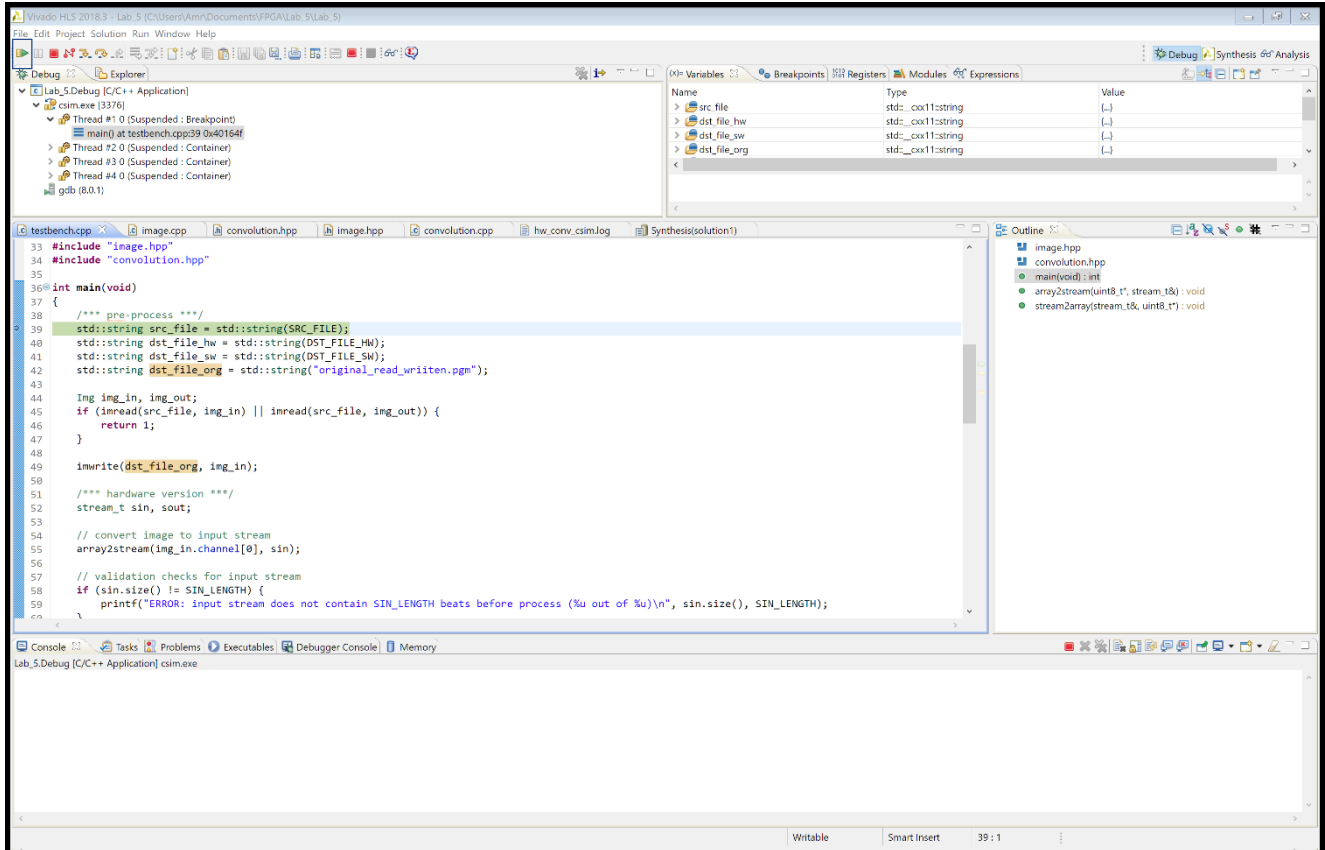 Vivado HLS 2018.3 - Lab_5 (C:\Users\Amr\Documents\FPGA\Lab_5\Lab_5)
File Edit Project Solution Run Window Help
Debug Synthesis Analysis
Debug Explorer
Lab_5.Debug [C/C++ Application]
csim.exe [3376]
Thread #1 0 (Suspended : Breakpoint)
main() at testbench.cpp:39 0x40164f
Thread #2 0 (Suspended : Container)
Thread #3 0 (Suspended : Container)
Thread #4 0 (Suspended : Container)
gdb (8.0.1)
(x)= Variables Breakpoints Registers Modules Expressions
Name Type Value
src_file std::__cxx11::string {...}
dst_file_hw std::__cxx11::string {...}
dst_file_sw std::__cxx11::string {...}
dst_file_org std::__cxx11::string {...}
testbench.cpp image.cpp convolution.hpp image.hpp convolution.cpp hw_conv_csim.log Synthesis(solution1)
33 #include "image.hpp"
34 #include "convolution.hpp"
35
36 int main(void)
37 {
38 /*** pre-process ***/
39 std::string src_file = std::string(SRC_FILE);
40 std::string dst_file_hw = std::string(DST_FILE_HW);
41 std::string dst_file_sw = std::string(DST_FILE_SW);
42 std::string dst_file_org = std::string("original_read_wriiten.pgm");
43
44 Img img_in, img_out;
45 if (imread(src_file, img_in) || imread(src_file, img_out)) {
46 return 1;
47 }
48
49 imwrite(dst_file_org, img_in);
50
51 /*** hardware version ***/
52 stream_t sin, sout;
53
54 // convert image to input stream
55 array2stream(img_in.channel[0], sin);
56
57 // validation checks for input stream
58 if (sin.size() != SIN_LENGTH) {
59 printf("ERROR: input stream does not contain SIN_LENGTH beats before process (%u out of %u)\n", sin.size(), SIN_LENGTH);
60 }
Outline
image.hpp
convolution.hpp
main(void) : int
array2stream(uint8_t*, stream_t&) : void
stream2array(stream_t&, uint8_t*) : void
Console Tasks Problems Executables Debugger Console Memory
Lab_5.Debug [C/C++ Application] csim.exe
Writable Smart Insert 39 : 1